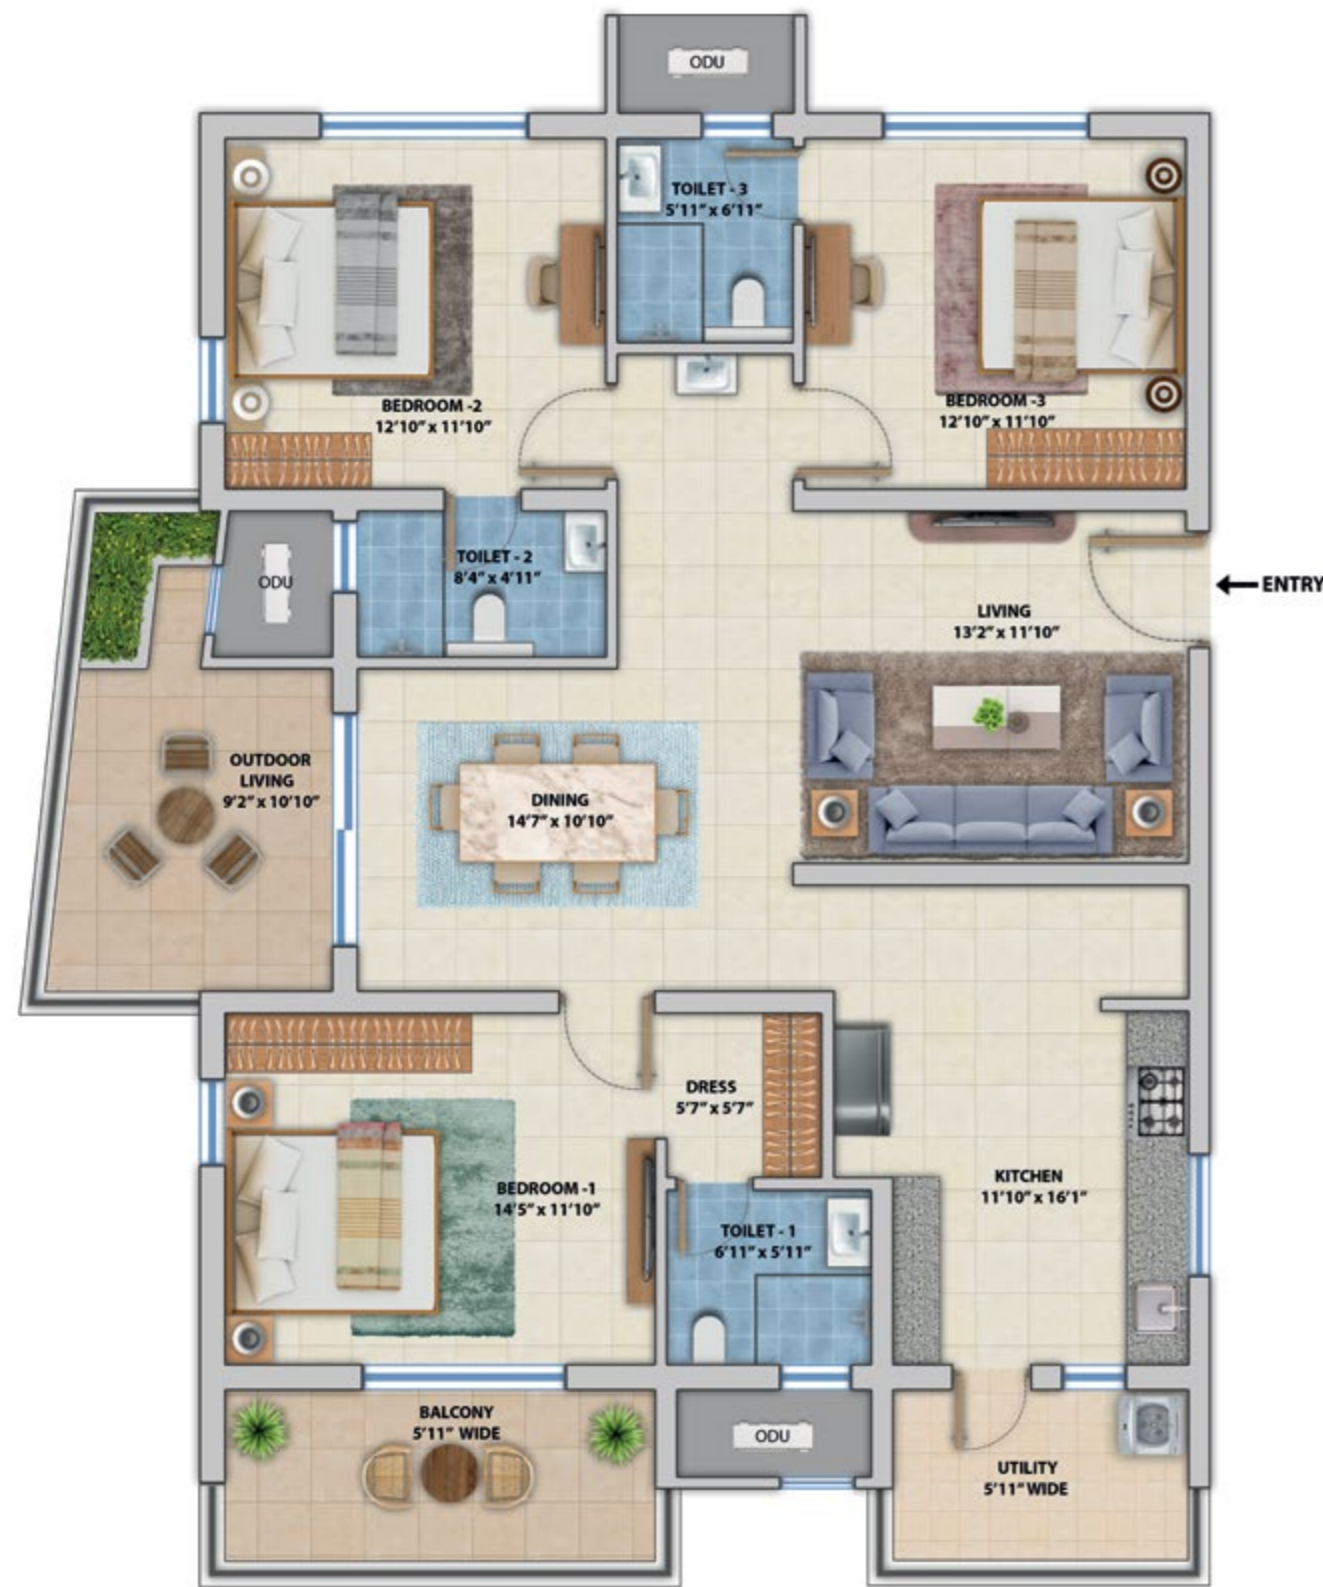 ODU
TOILET - 3
5'11" x 6'11"
BEDROOM -2
12'10" x 11'10"
BEDROOM -3
12'10" x 11'10"
TOILET - 2
8'4" x 4'11"
ODU
ENTRY
LIVING
13'2" x 11'10"
OUTDOOR
LIVING
9'2" x 10'10"
DINING
14'7" x 10'10"
DRESS
5'7" x 5'7"
BEDROOM -1
14'5" x 11'10"
KITCHEN
11'10" x 16'1"
TOILET - 1
6'11" x 5'11"
BALCONY
5'11" WIDE
ODU
UTILITY
5'11" WIDE